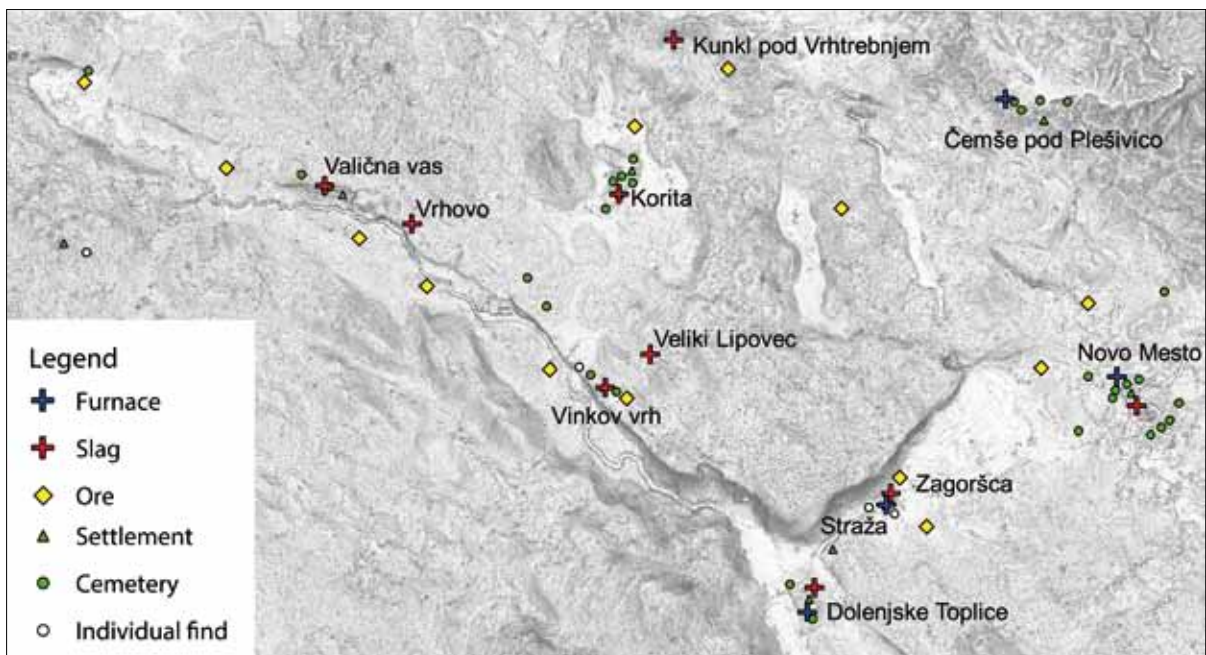 Kunkl pod Vrhtrebnjem
Čemše pod Plešivico
Valična vas
Korita
Vrhovo
Veliki Lipovec
Novo Mesto
Vinkov vrh
Zagoršca
Straža
Dolenjske Toplice
Legend
Furnace
Slag
Ore
Settlement
Cemetery
Individual find